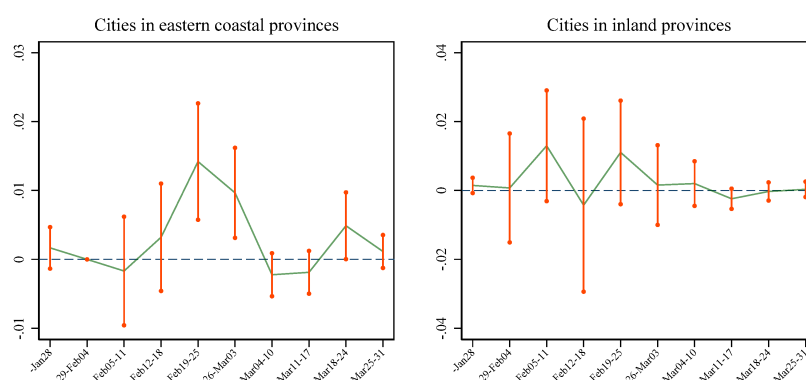 Cities in eastern coastal provinces
.03
.02
.01
0
-.01
-Jan28
29-Feb04
Feb05-11
Feb12-18
Feb19-25
26-Mar03
Mar04-10
Mar11-17
Mar18-24
Mar25-31
Cities in inland provinces
.04
.02
0
-.02
-.04
-Jan28
29-Feb04
Feb05-11
Feb12-18
Feb19-25
26-Mar03
Mar04-10
Mar11-17
Mar18-24
Mar25-31